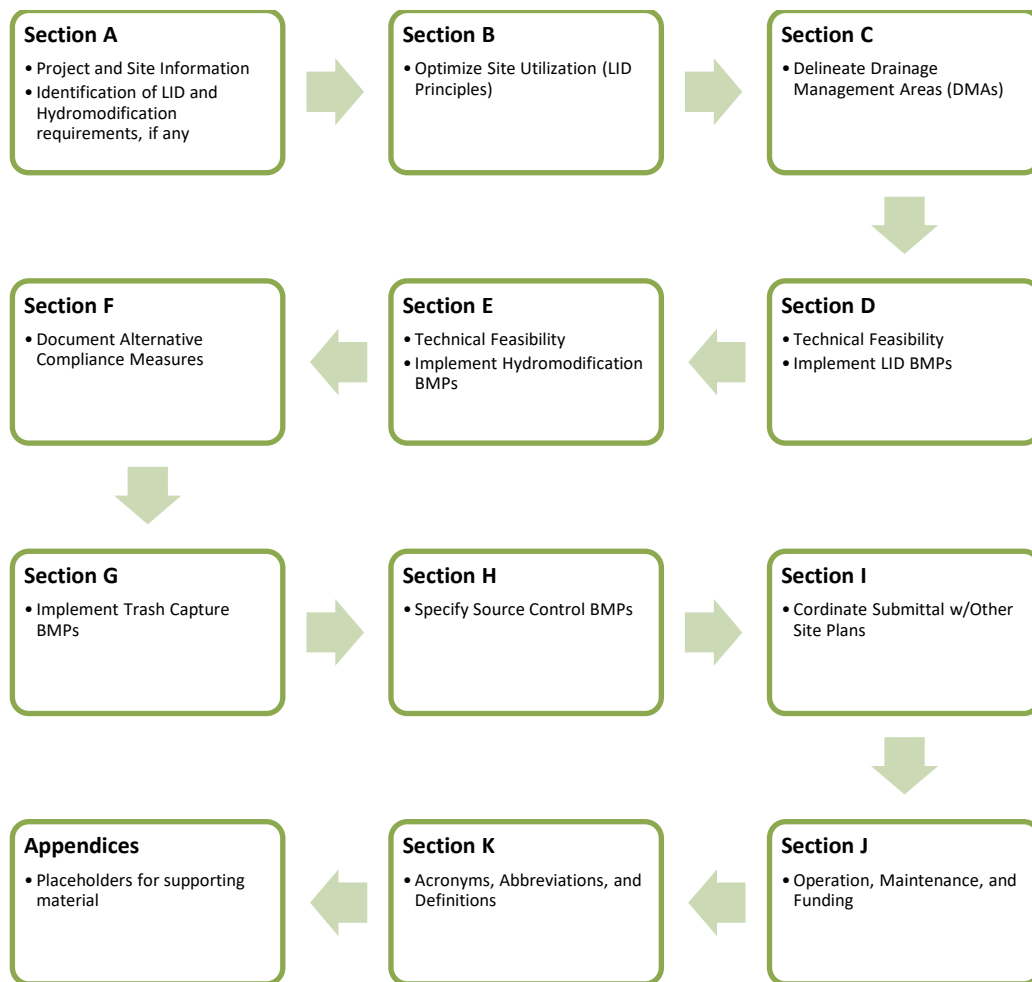 Section A
• Project and Site Information
• Identification of LID and
Hydromodification
requirements, if any
Section B
• Optimize Site Utilization (LID
Principles)
Section C
• Delineate Drainage
Management Areas (DMAs)
Section D
• Technical Feasibility
• Implement LID BMPs
Section E
• Technical Feasibility
• Implement Hydromodification
BMPs
Section F
• Document Alternative
Compliance Measures
Section G
• Implement Trash Capture
BMPs
Section H
• Specify Source Control BMPs
Section I
• Cordinate Submittal w/Other
Site Plans
Section J
• Operation, Maintenance, and
Funding
Section K
• Acronyms, Abbreviations, and
Definitions
Appendices
• Placeholders for supporting
material